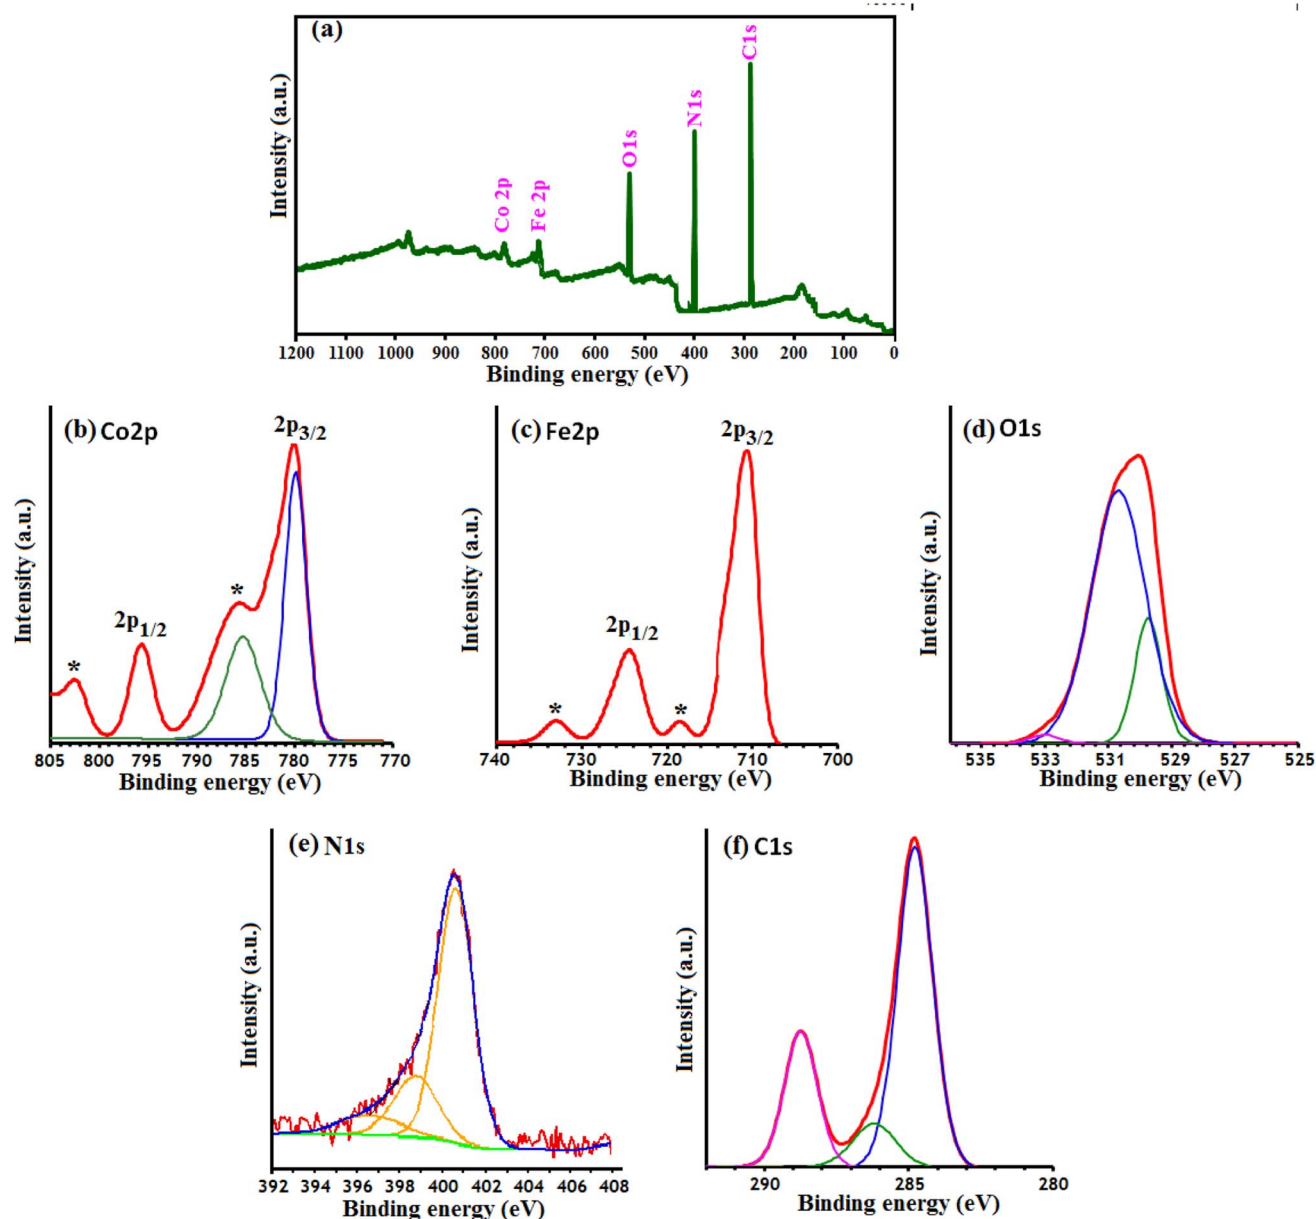 (a)
C1s
N1s
O1s
Fe 2p
Co 2p
Intensity (a.u.)
1200 1100 1000 900 800 700 600 500 400 300 200 100 0
Binding energy (eV)
(b) Co2p
2p3/2
*
2p1/2
*
Intensity (a.u.)
805 800 795 790 785 780 775 770
Binding energy (eV)
(c) Fe2p
2p3/2
2p1/2
*
*
Intensity (a.u.)
740 730 720 710 700
Binding energy (eV)
(d) O1s
Intensity (a.u.)
535 533 531 529 527 525
Binding energy (eV)
(e) N1s
Intensity (a.u.)
392 394 396 398 400 402 404 406 408
Binding energy (eV)
(f) C1s
Intensity (a.u.)
290 285 280
Binding energy (eV)